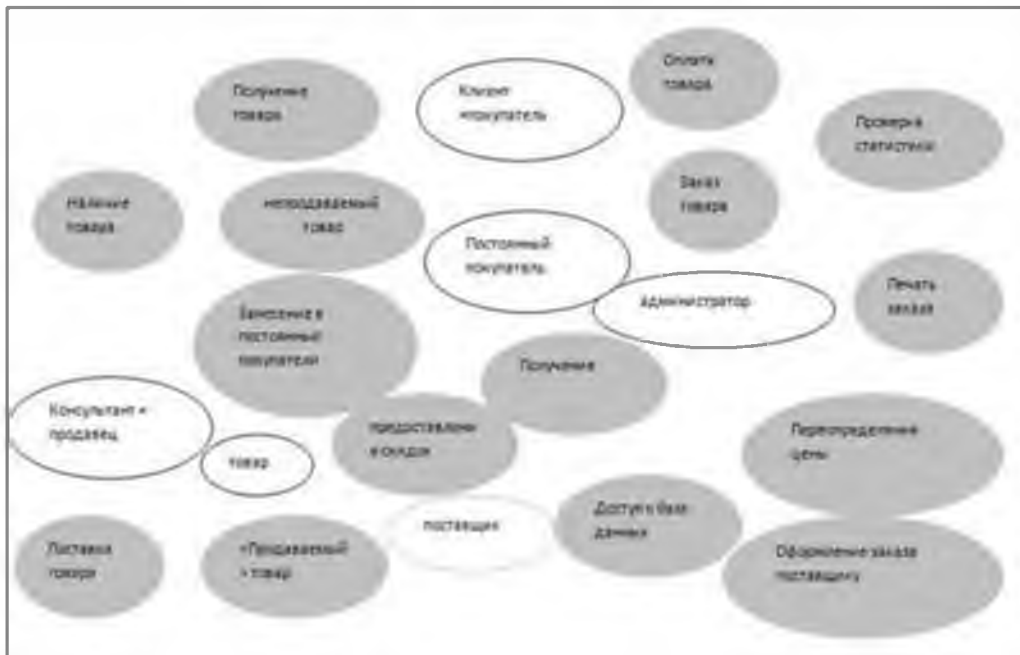 Получение
товара
Клиент
=покупатель
Оплата
товара
Проверка
статистики
Наличие
товара
непродаваемый
товар
Заказ
товара
Постоянный
покупатель
администратор
Печать
заказа
Занесение в
постоянный
покупатели
Получение
Консультант =
продавец
товар
предоставлени
е скидок
Переопределение
цены
Доступ к базе
данных
поставщик
Поставка
товара
«Продаваемый
» товар
Оформление заказа
поставщику